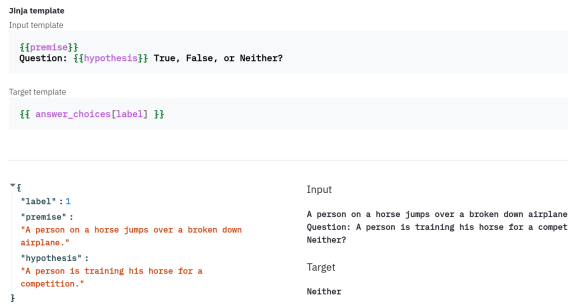 Jinja template
Input template
{{premise}}
Question: {{hypothesis}} True, False, or Neither?
Target template
{{ answer_choices[label] }}
{
"label" : 1
"premise" :
"A person on a horse jumps over a broken down
airplane."
"hypothesis" :
"A person is training his horse for a
competition."
}
Input
A person on a horse jumps over a broken down airplane
Question: A person is training his horse for a compet
Neither?
Target
Neither